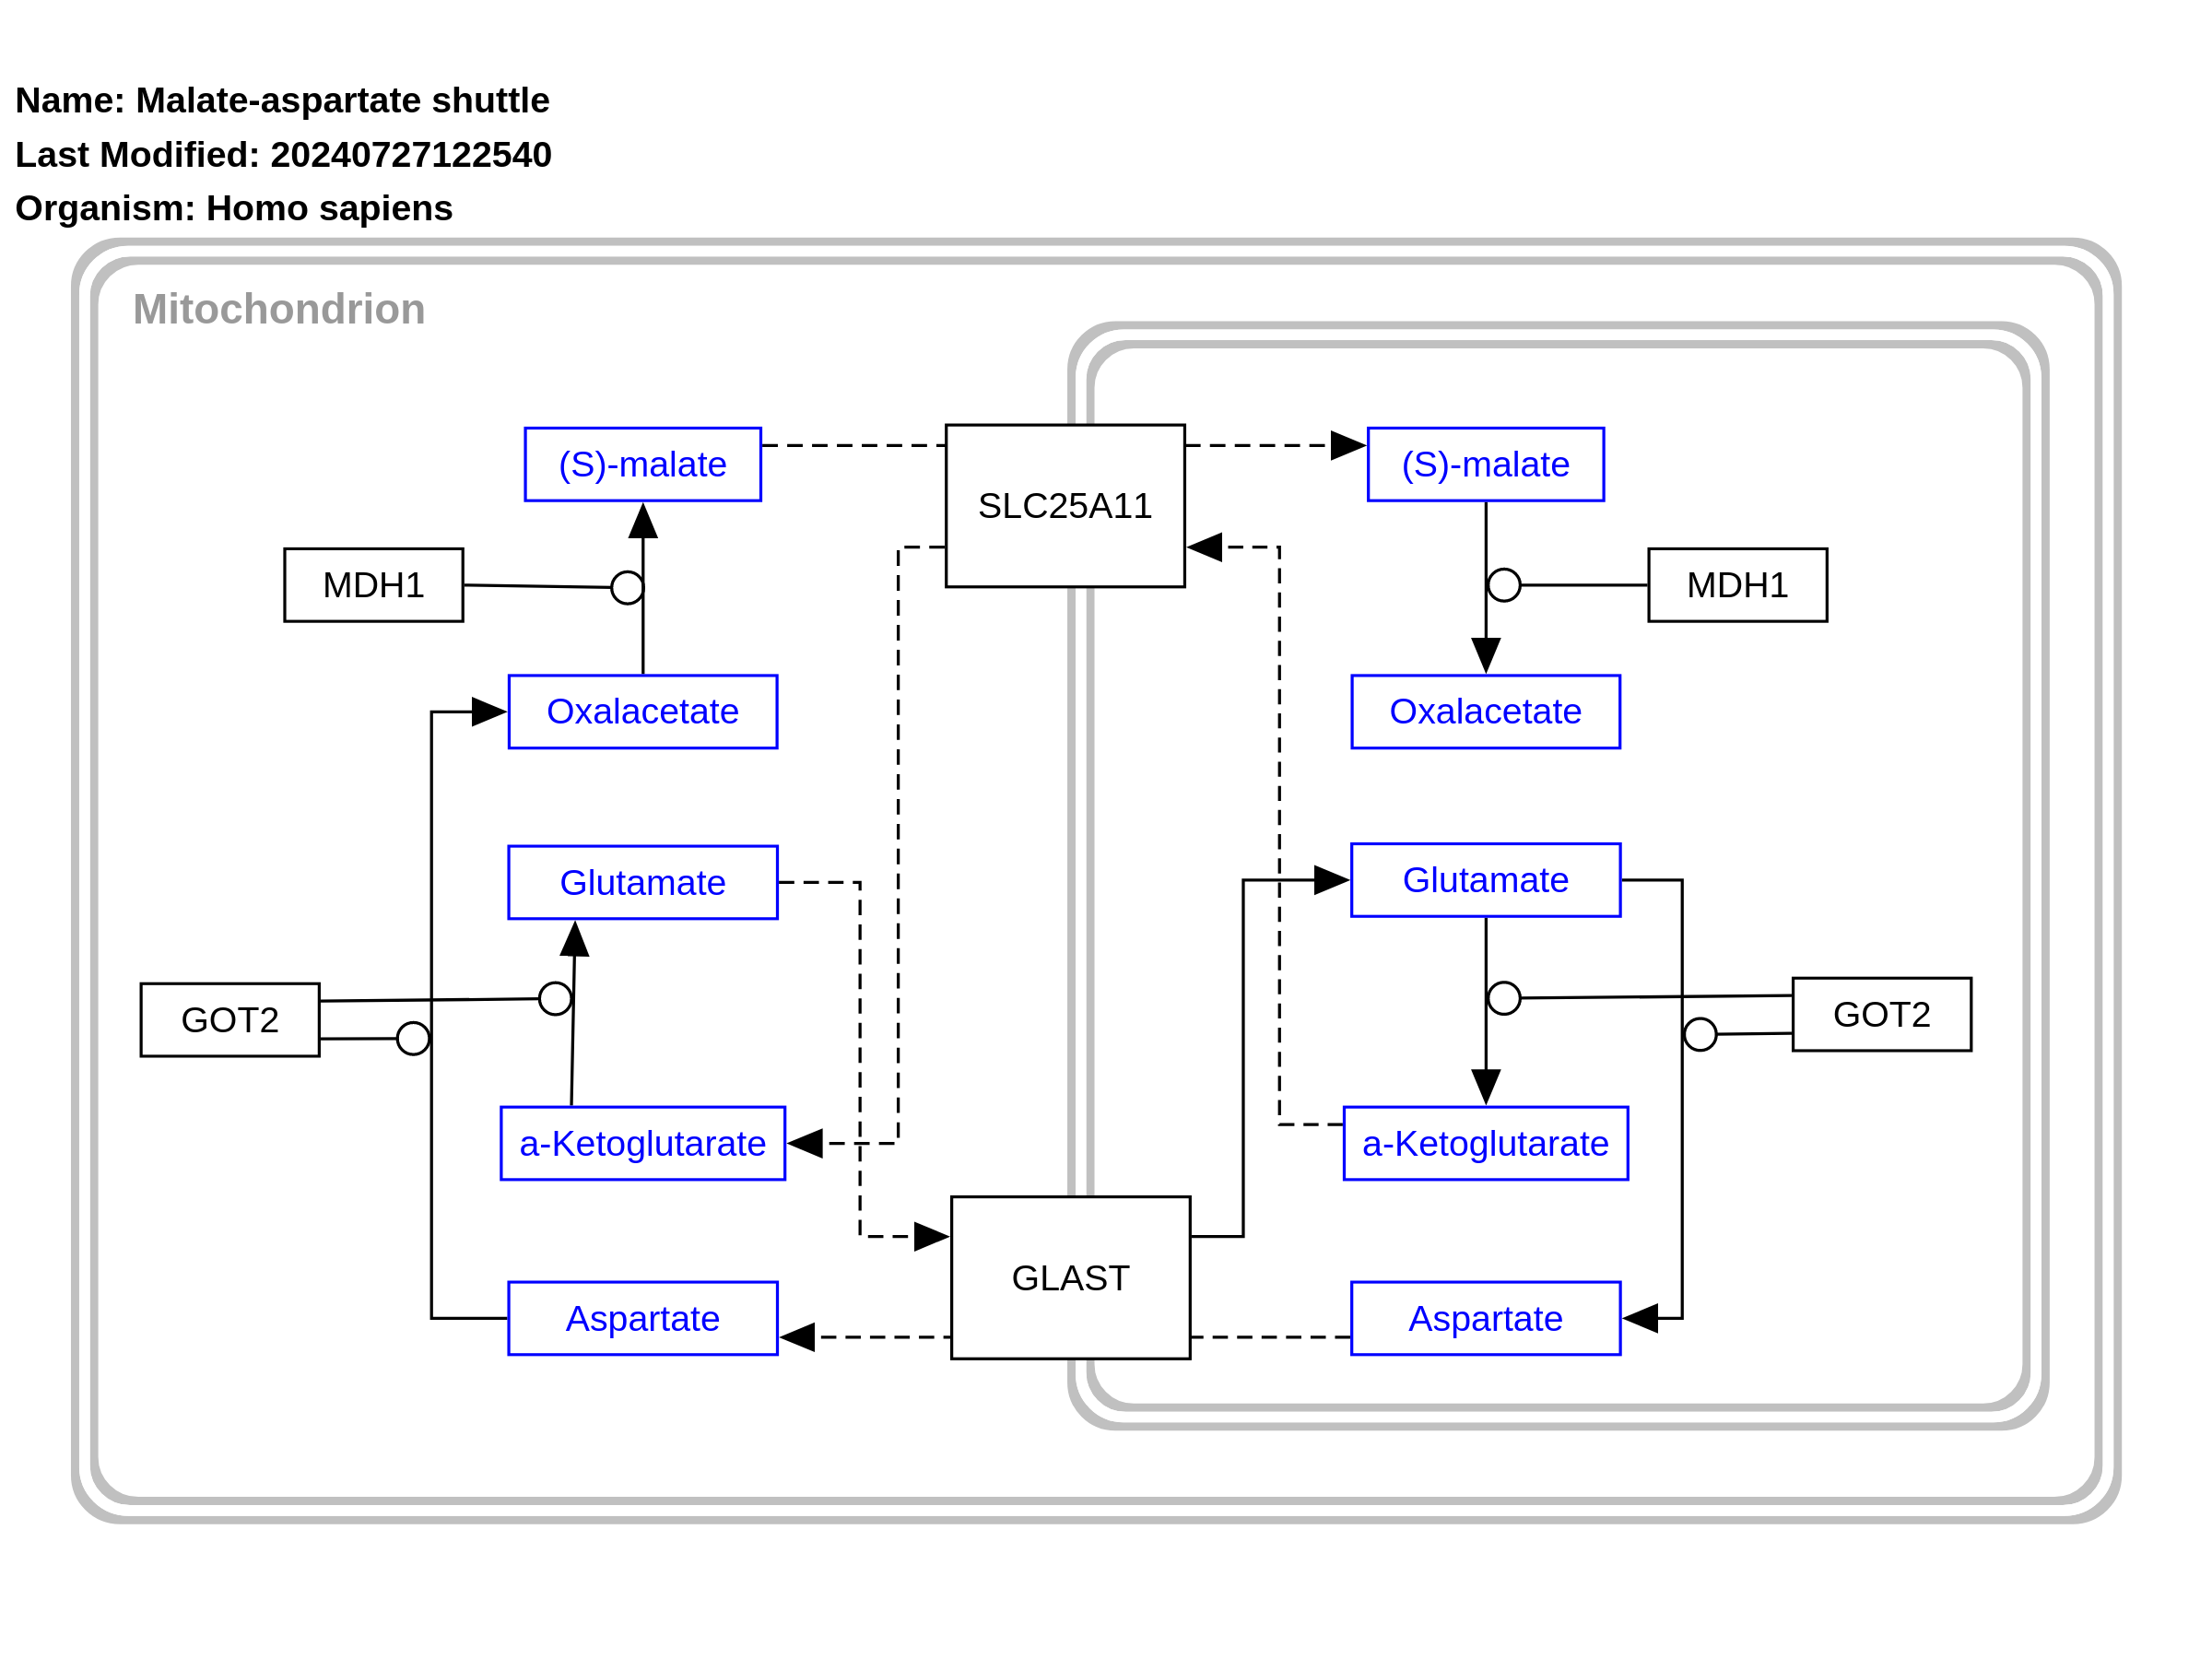 Name: Malate-aspartate shuttle
Last Modified: 20240727122540
Organism: Homo sapiens
Mitochondrion
(S)-malate
SLC25A11
(S)-malate
MDH1
MDH1
Oxalacetate
Oxalacetate
Glutamate
Glutamate
GOT2
GOT2
a-Ketoglutarate
a-Ketoglutarate
GLAST
Aspartate
Aspartate